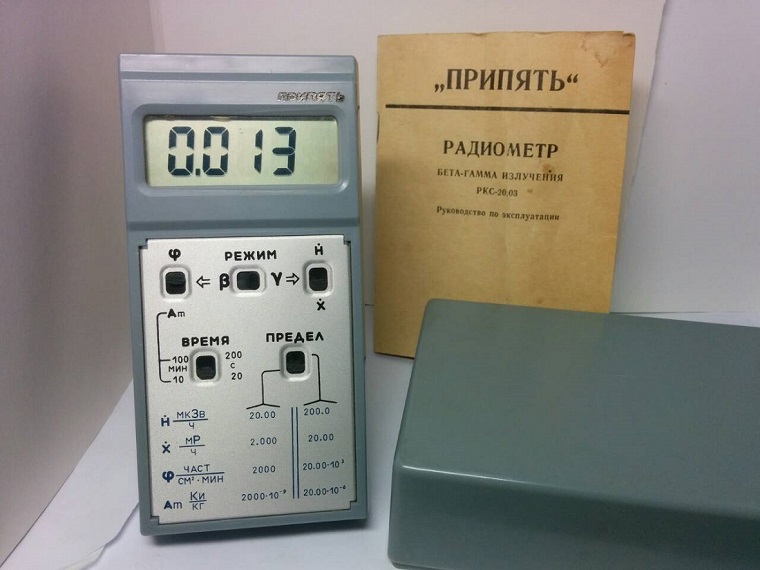 ПРИПЯТЬ
0.013
φ РЕЖИМ Ḣ
⇐ β γ ⇒
Ẋ
Am
ВРЕМЯ ПРЕДЕЛ
100 200
МИН с
10 20
Ḣ мкЗв/ч 20.00 200.0
Ẋ мР/ч 2.000 20.00
φ ЧАСТ/СМ²·МИН 2000 20.00·10³
Am Ки/кг 2000·10⁻⁹ 20.00·10⁻⁶
„ПРИПЯТЬ“
РАДИОМЕТР
БЕТА-ГАММА ИЗЛУЧЕНИЯ
РКС-20.03
Руководство по эксплуатации